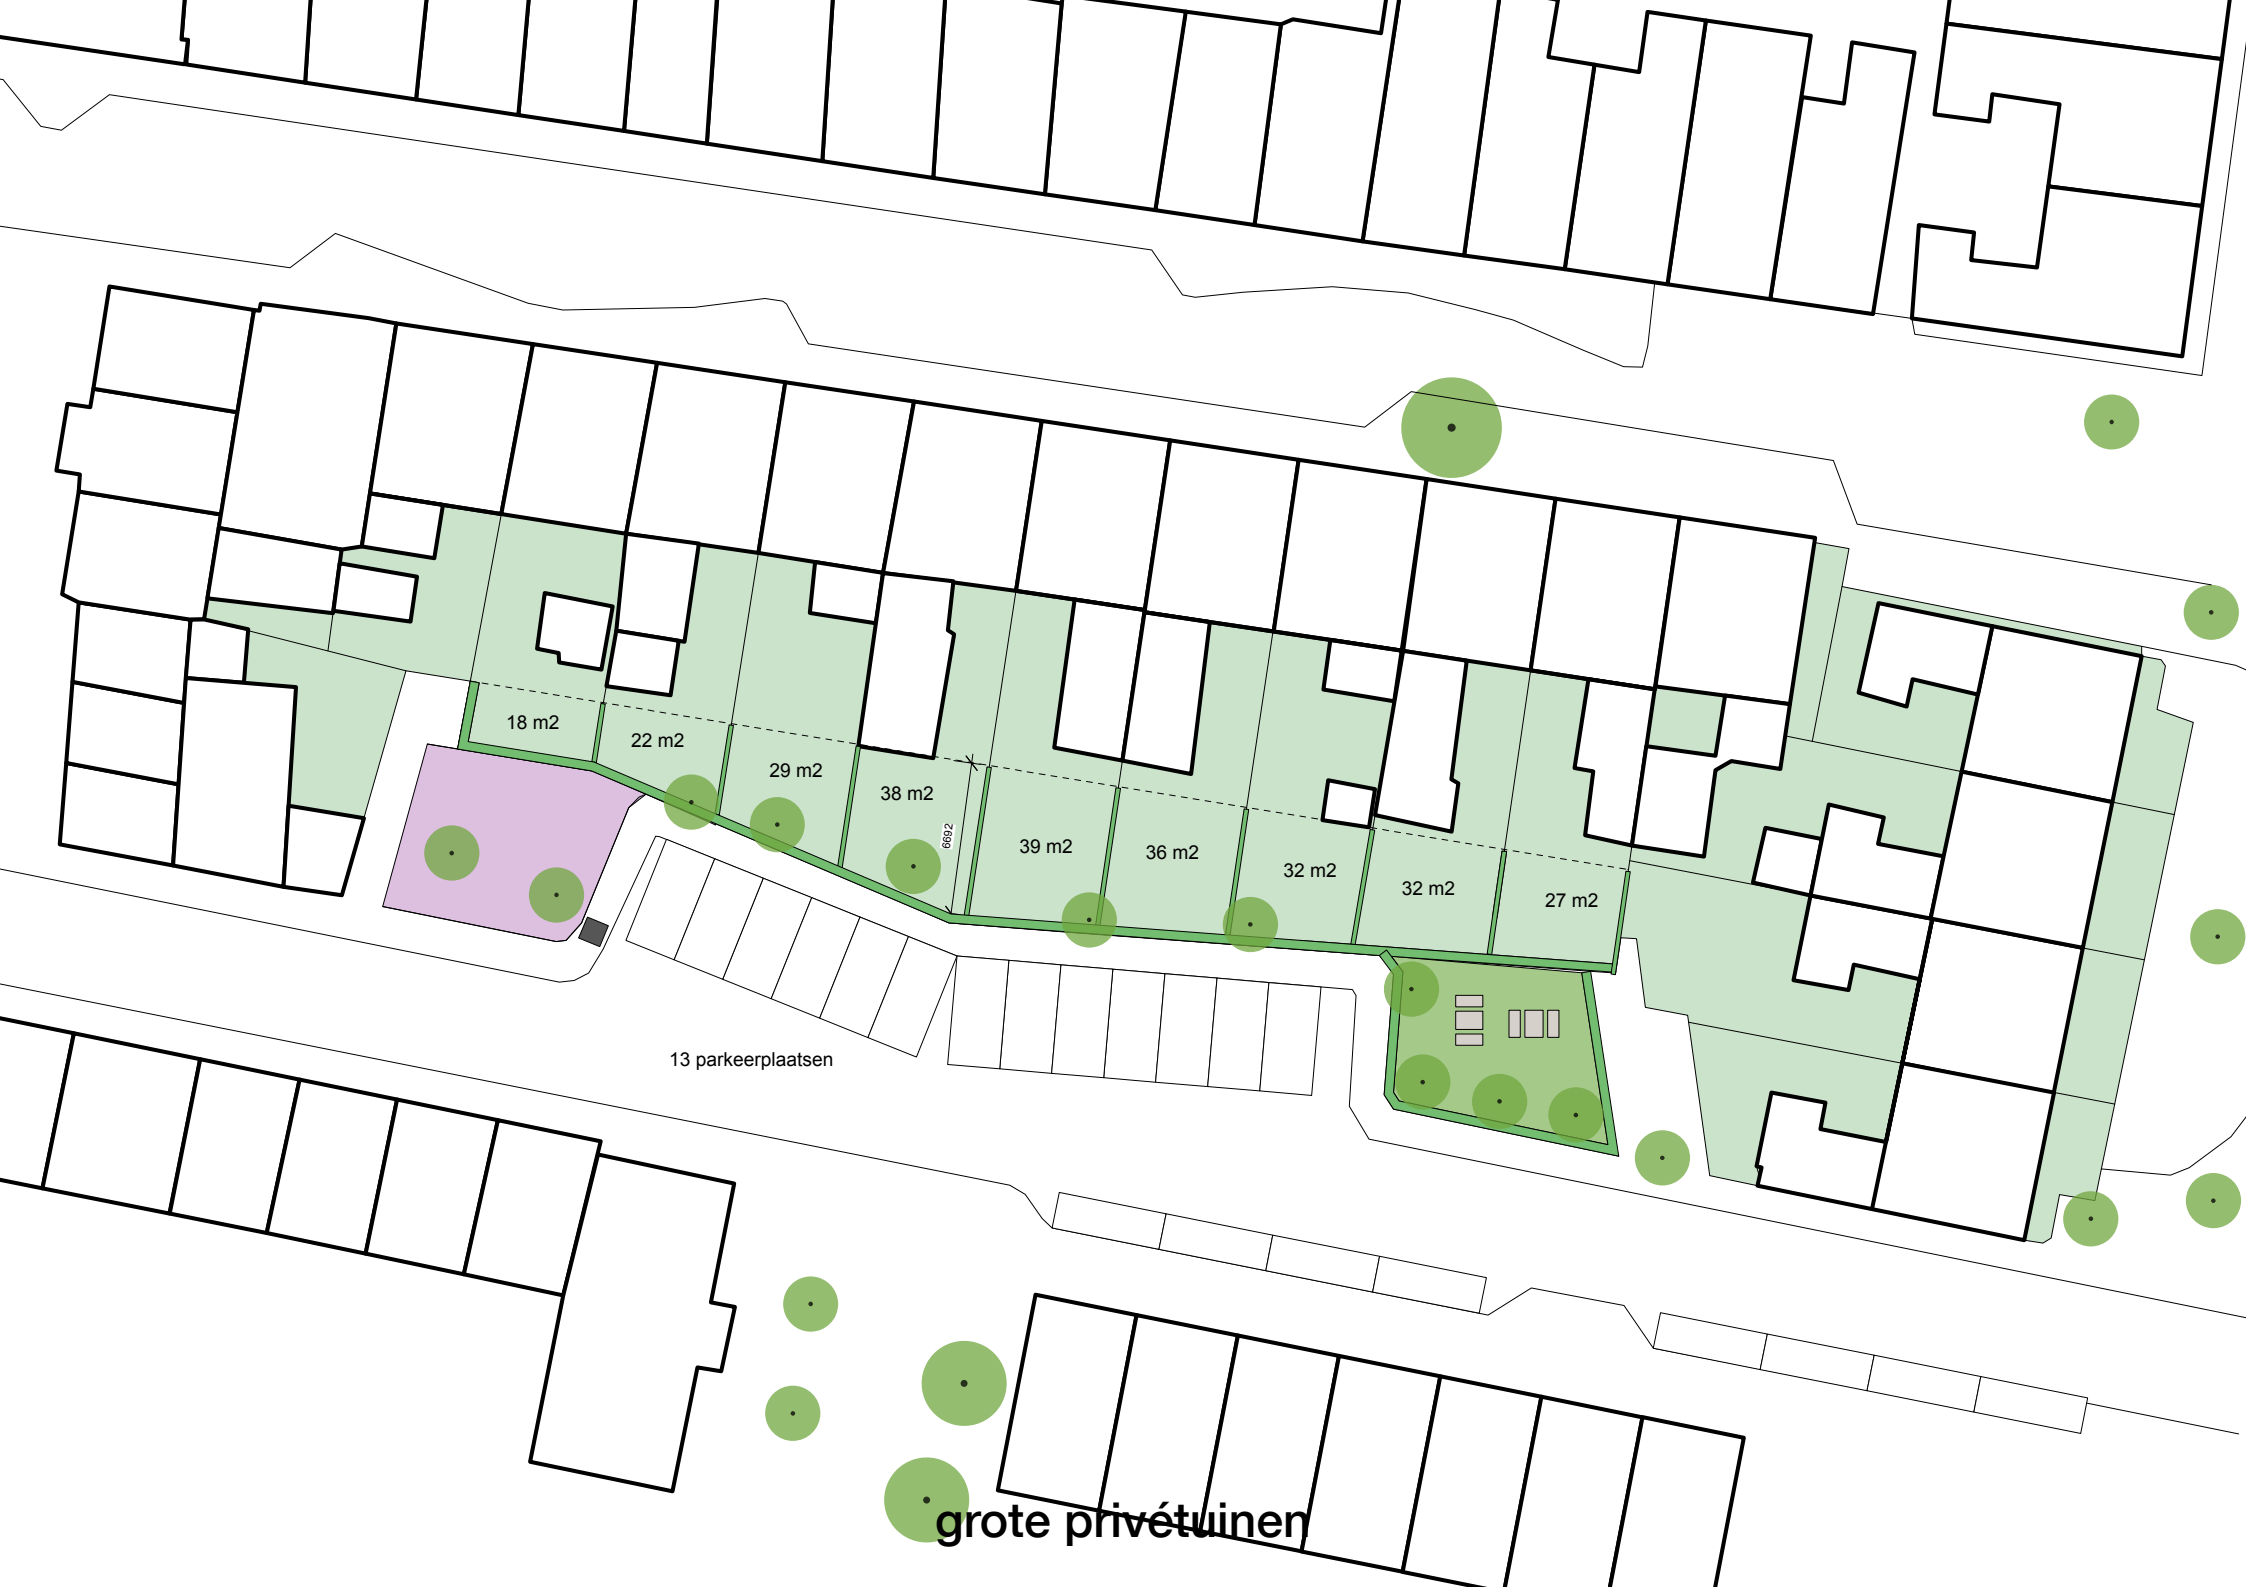 18 m2
22 m2
29 m2
38 m2
6692
39 m2
36 m2
32 m2
32 m2
27 m2
13 parkeerplaatsen
grote privétuinen